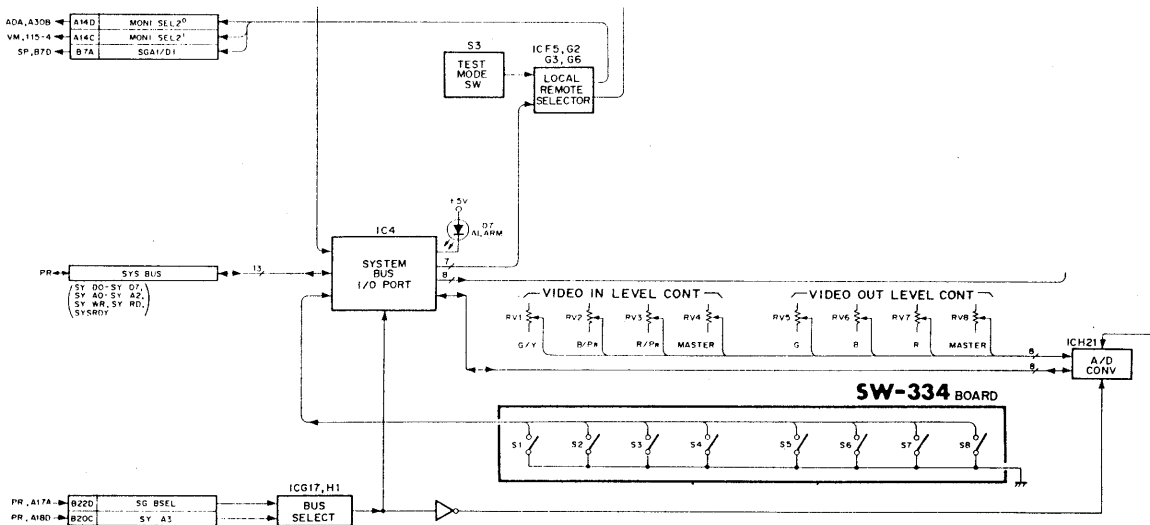 ADA,A30B A14D MONI SEL2⁰
VM,115-4 A14C MONI SEL2¹
SP,B7D B7A SGA1/D1
S3
TEST
MODE
SW
ICF5,G2
G3,G6
LOCAL
REMOTE
SELECTOR
+5V
D7
ALARM
IC4
SYSTEM
BUS
I/O PORT
7
8
PR SYS BUS 13
(SY D0-SY D7,
SY A0-SY A2,
SY WR,SY RD,
SYSRDY)
VIDEO IN LEVEL CONT
VIDEO OUT LEVEL CONT
RV1 RV2 RV3 RV4 RV5 RV6 RV7 RV8
G/Y B/PB R/PR MASTER G B R MASTER
8
8
ICH21
A/D
CONV
SW-334 BOARD
S1 S2 S3 S4 S5 S6 S7 S8
PR,A17A B22D SG BSEL
PR,A18D B20C SY A3
ICG17,H1
BUS
SELECT